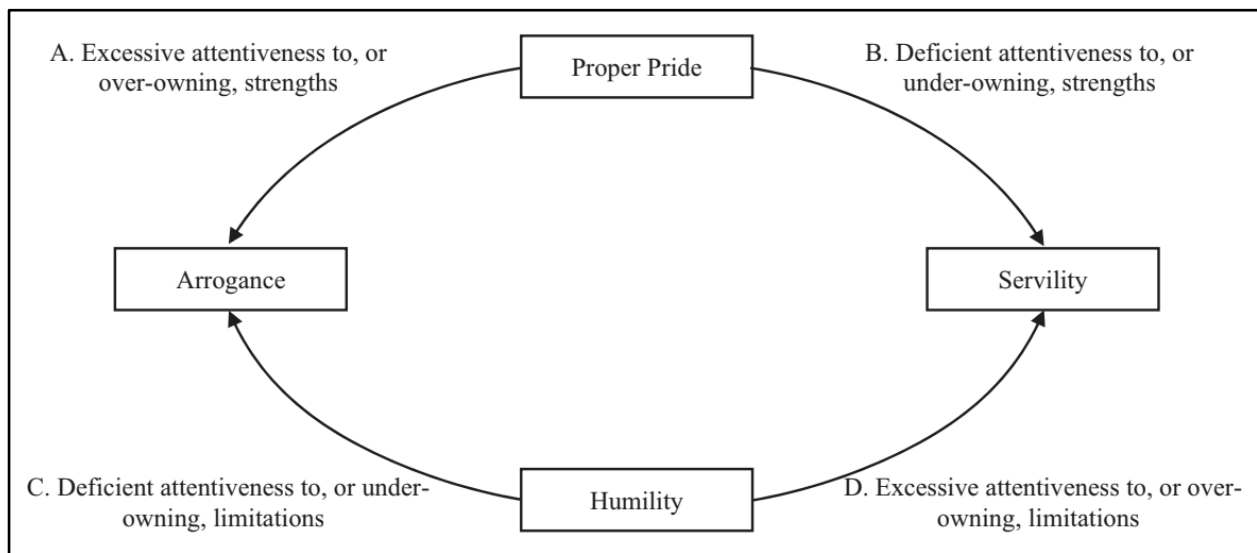 A. Excessive attentiveness to, or
over-owning, strengths
Proper Pride
B. Deficient attentiveness to, or
under-owning, strengths
Arrogance
Servility
C. Deficient attentiveness to, or under-
owning, limitations
Humility
D. Excessive attentiveness to, or over-
owning, limitations